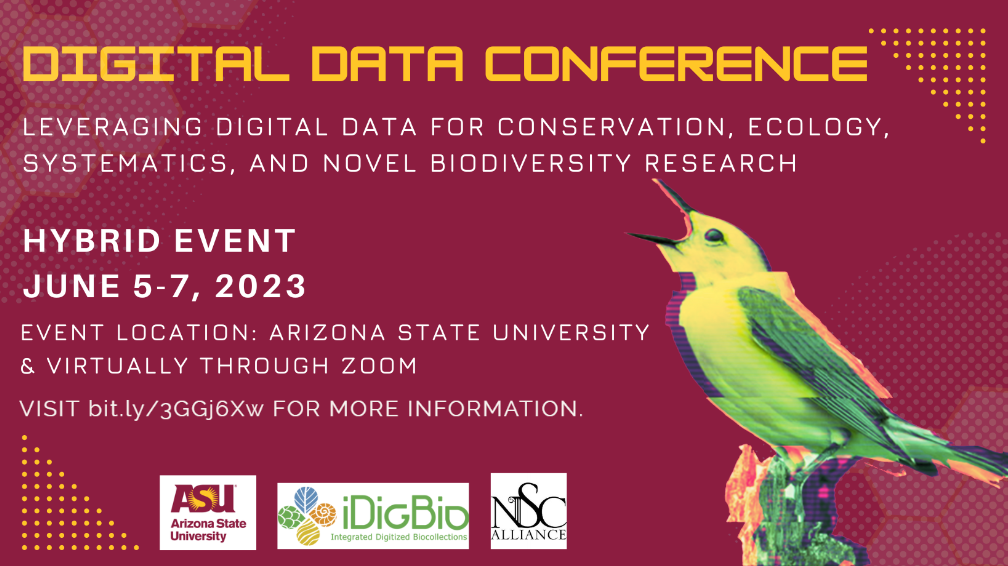 DIGITAL DATA CONFERENCE
LEVERAGING DIGITAL DATA FOR CONSERVATION, ECOLOGY,
SYSTEMATICS, AND NOVEL BIODIVERSITY RESEARCH
HYBRID EVENT
JUNE 5-7, 2023
EVENT LOCATION: ARIZONA STATE UNIVERSITY
& VIRTUALLY THROUGH ZOOM
VISIT bit.ly/3GGj6Xw FOR MORE INFORMATION.
ASU
Arizona State
University
iDigBio
Integrated Digitized Biocollections
NSC
ALLIANCE